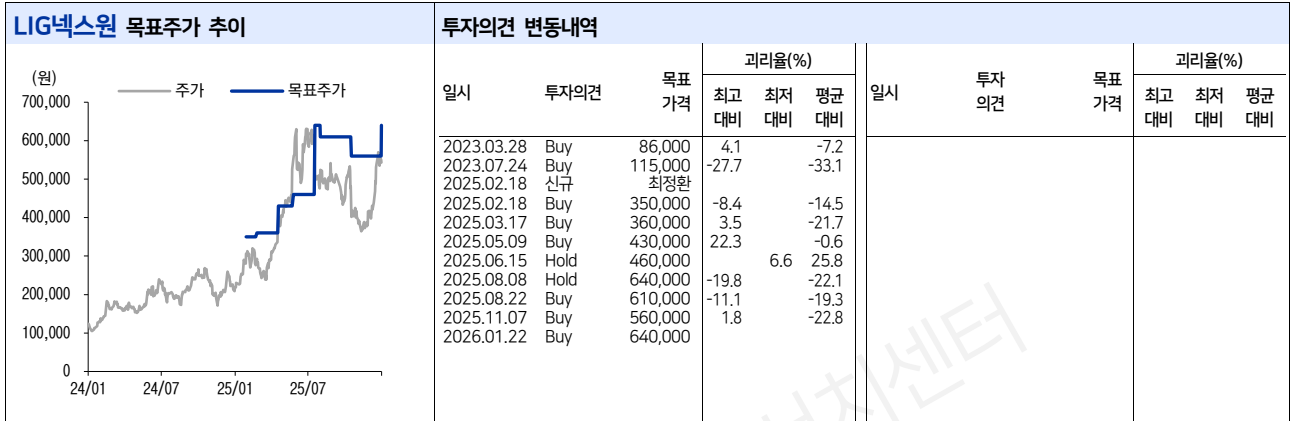 LIG넥스원 목표주가 추이
(원)
주가
목표주가
700,000
600,000
500,000
400,000
300,000
200,000
100,000
0
24/01 24/07 25/01 25/07
투자의견 변동내역
일시 투자의견 목표가격 괴리율(%)
최고대비 최저대비 평균대비
2023.03.28 Buy 86,000 4.1 -7.2
2023.07.24 Buy 115,000 -27.7 -33.1
2025.02.18 신규 최정환
2025.02.18 Buy 350,000 -8.4 -14.5
2025.03.17 Buy 360,000 3.5 -21.7
2025.05.09 Buy 430,000 22.3 -0.6
2025.06.15 Hold 460,000 6.6 25.8
2025.08.08 Hold 640,000 -19.8 -22.1
2025.08.22 Buy 610,000 -11.1 -19.3
2025.11.07 Buy 560,000 1.8 -22.8
2026.01.22 Buy 640,000
일시 투자의견 목표가격 괴리율(%)
최고대비 최저대비 평균대비
센터